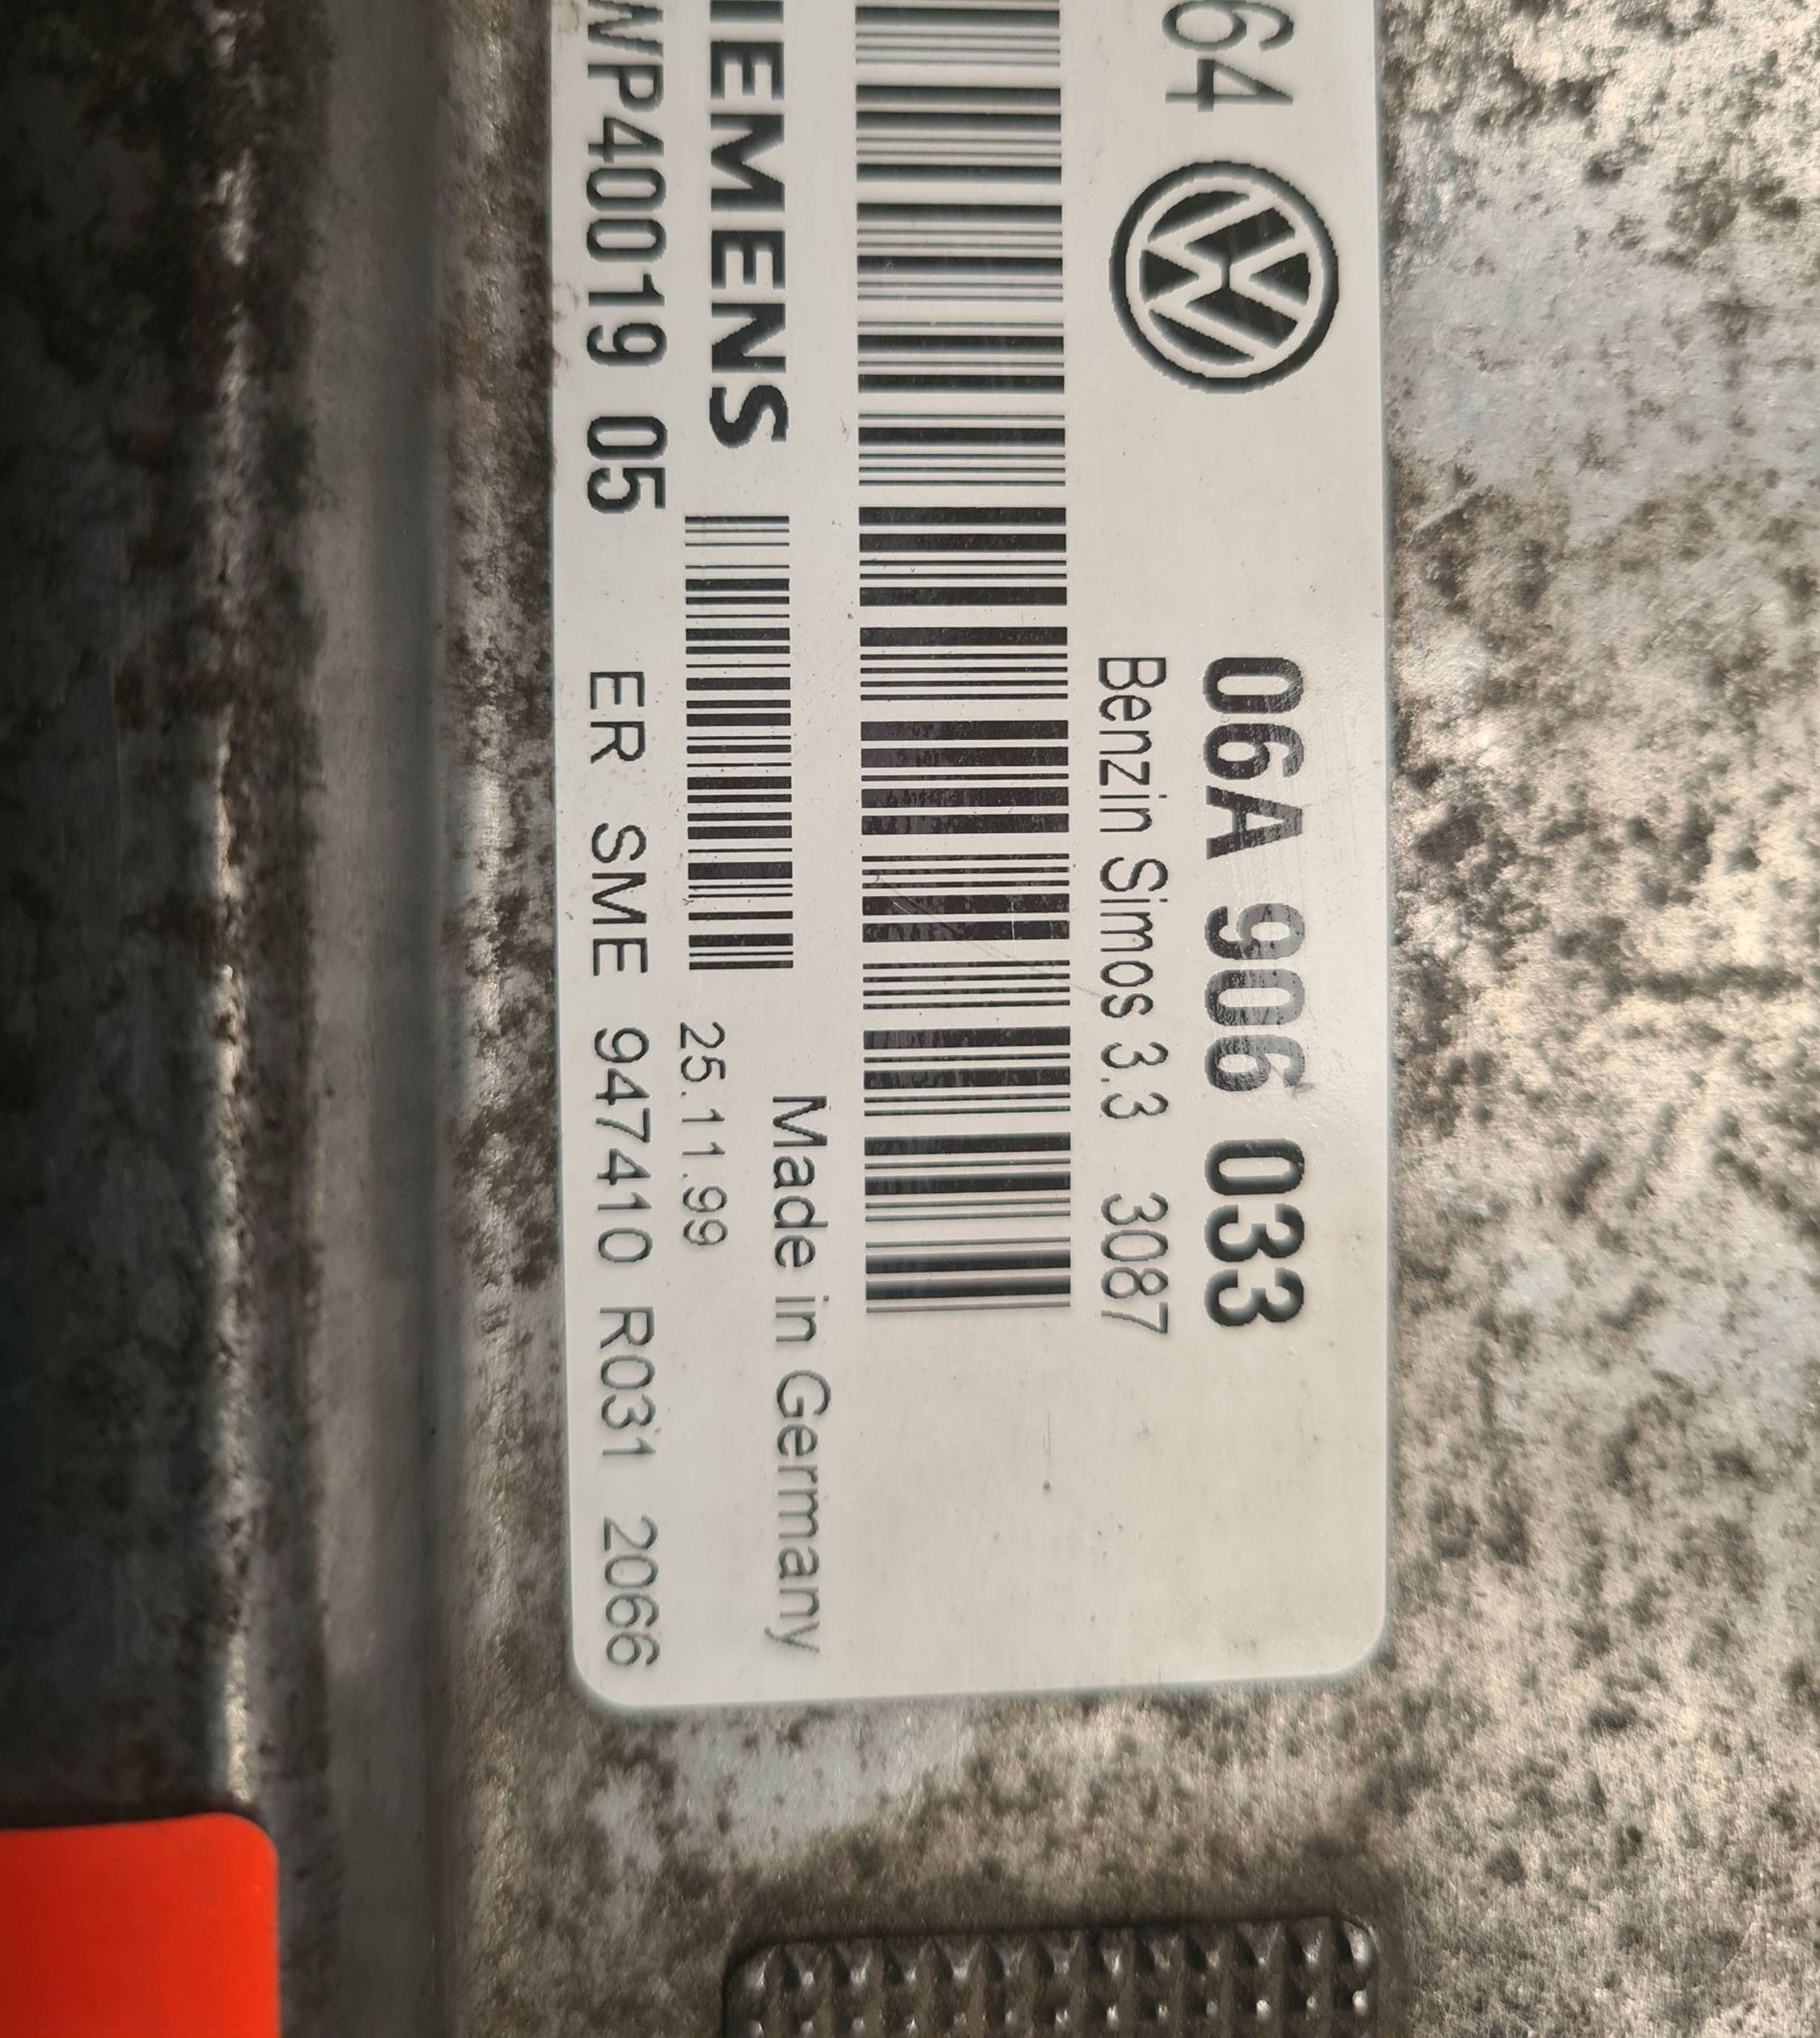 64 06A 906 033
Benzin Simos 3.3 3087
Made in Germany
IEMENS 25.11.99
WP40019 05 ER SME 947410 R031 2066